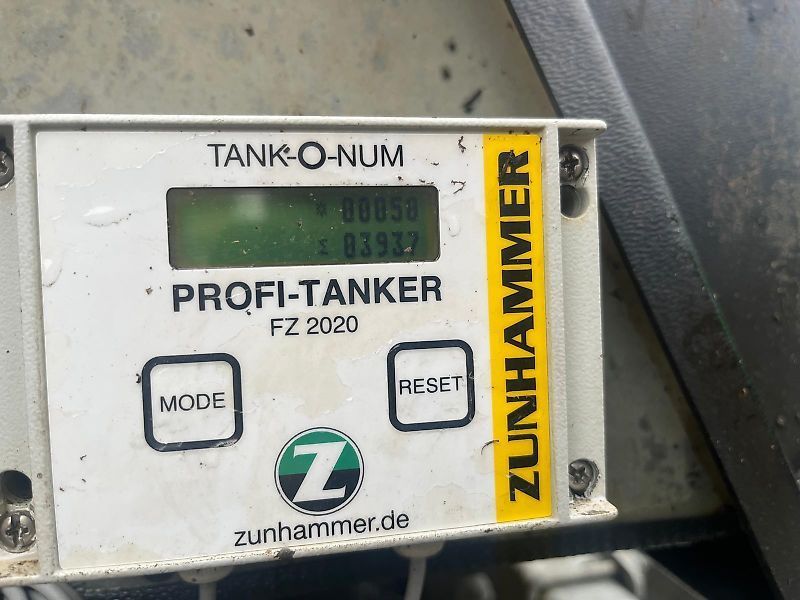 TANK-O-NUM
* 00050
Σ 03937
PROFI-TANKER
FZ 2020
MODE
RESET
Z
zunhammer.de
ZUNHAMMER